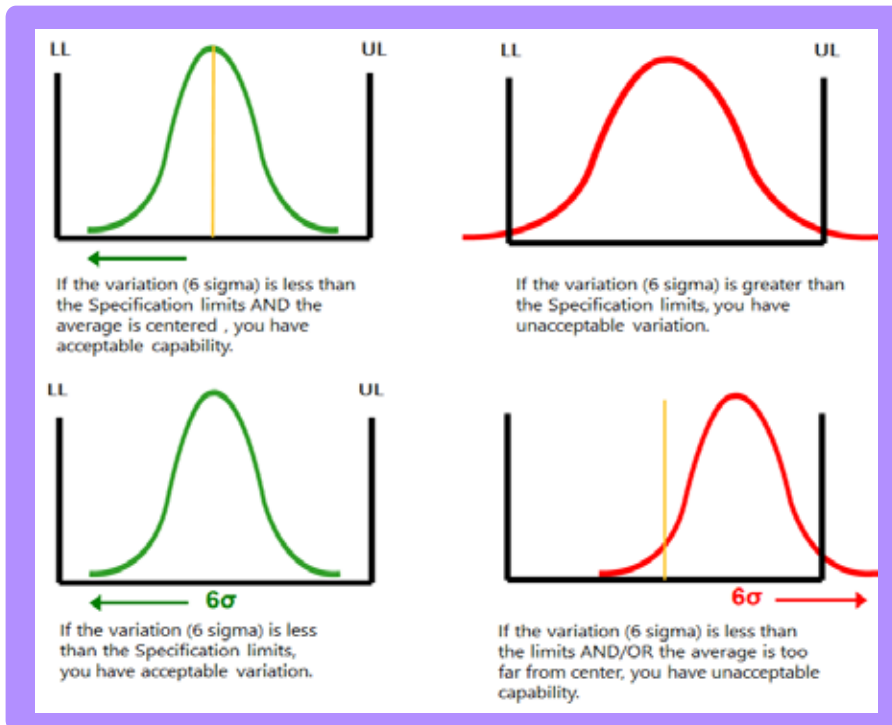 LL
UL
If the variation (6 sigma) is less than
the Specification limits AND the
average is centered , you have
acceptable capability.
LL
UL
If the variation (6 sigma) is greater than
the Specification limits, you have
unacceptable variation.
LL
UL
6σ
If the variation (6 sigma) is less
than the Specification limits,
you have acceptable variation.
6σ
If the variation (6 sigma) is less than
the limits AND/OR the average is too
far from center, you have unacceptable
capability.